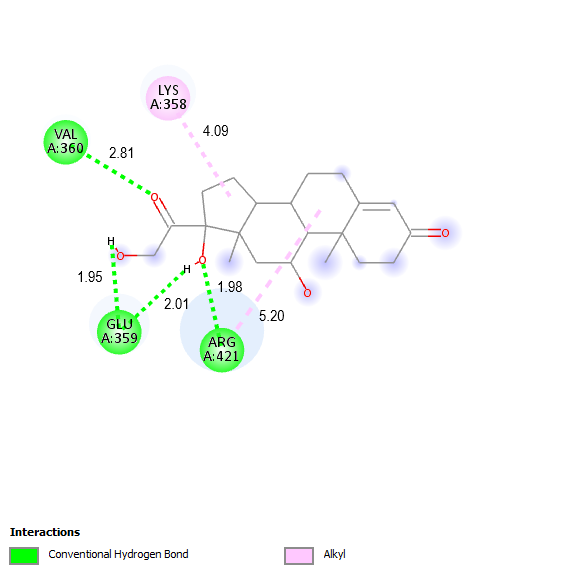 LYS
A:358
VAL
A:360
4.09
2.81
O
H
O
O
H
O
O
1.95
2.01
1.98
5.20
GLU
A:359
ARG
A:421
Interactions
Conventional Hydrogen Bond
Alkyl